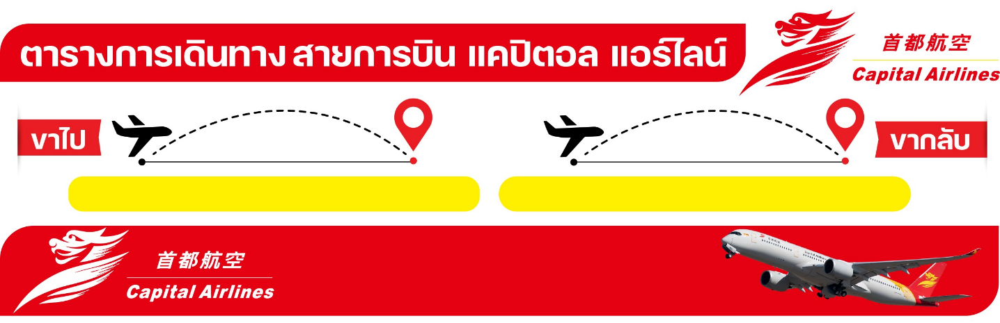 ตารางการเดินทาง สายการบิน แคปิตอล แอร์ไลน์
首都航空
Capital Airlines
ขาไป
ขากลับ
首都航空
Capital Airlines